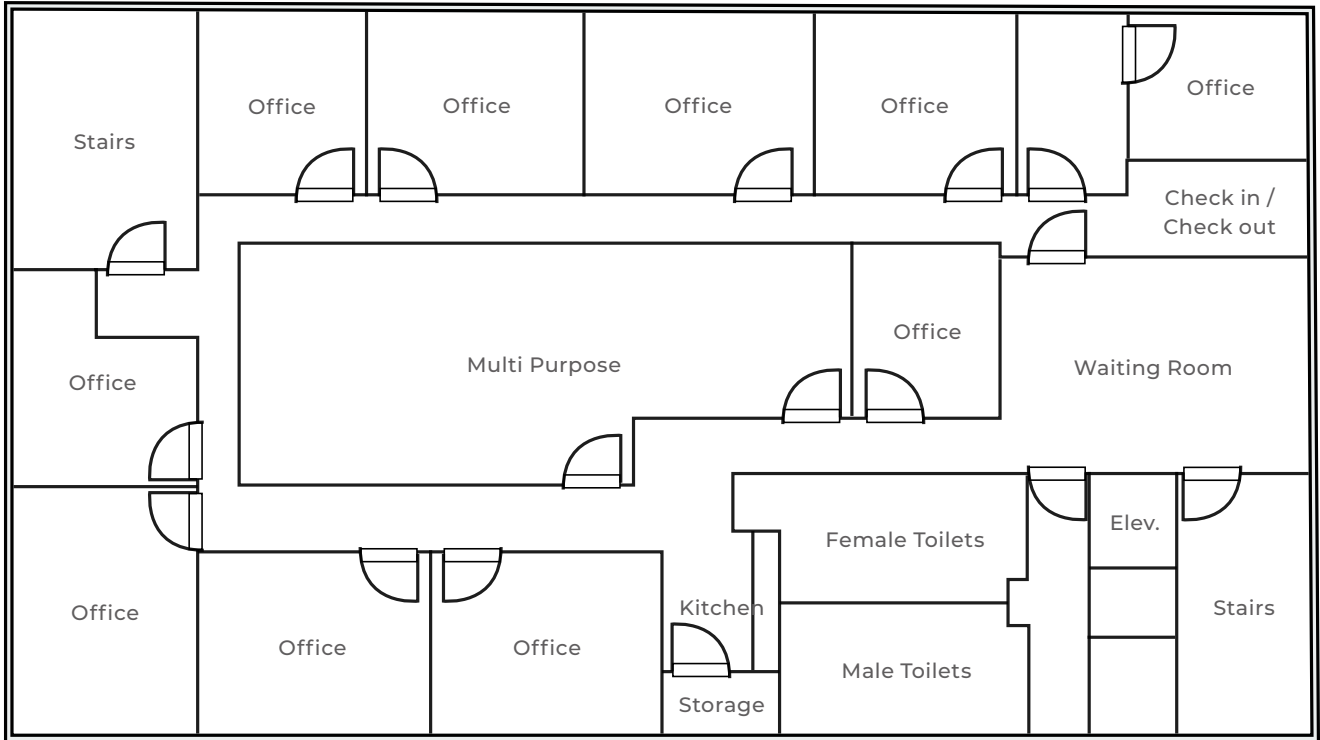 Stairs
Office
Office
Office
Office
Office
Check in /
Check out
Office
Multi Purpose
Office
Waiting Room
Office
Office
Office
Kitchen
Storage
Female Toilets
Male Toilets
Elev.
Stairs